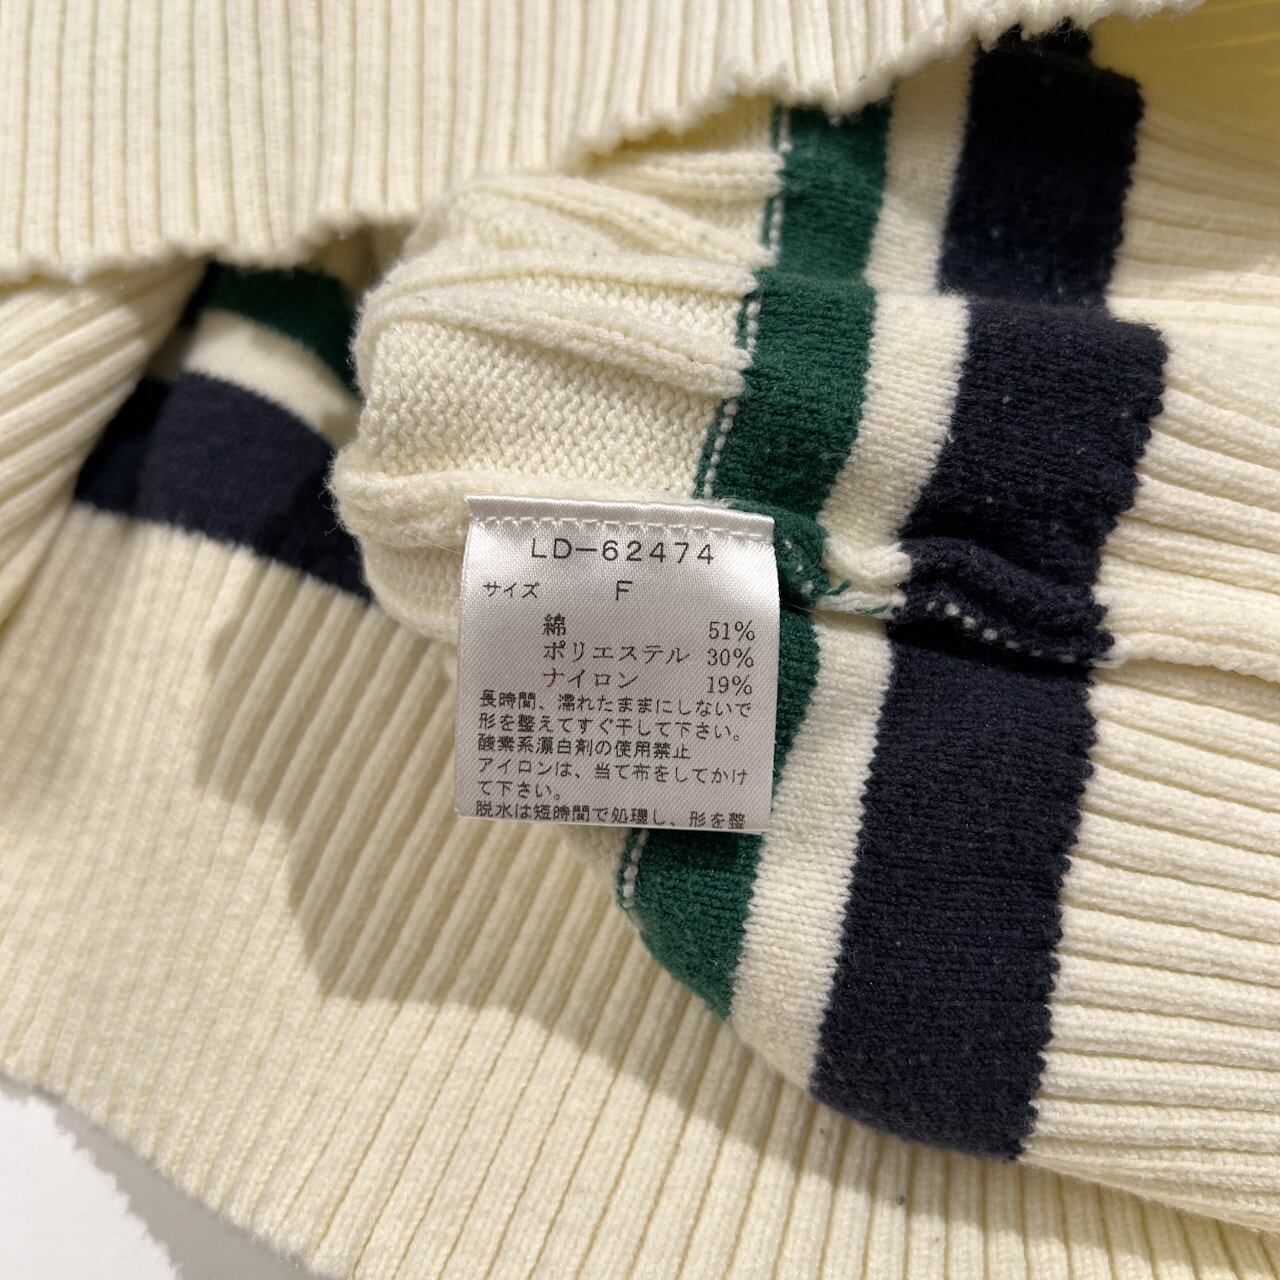 LD-62474
サイズ F
綿 51%
ポリエステル 30%
ナイロン 19%
長時間、濡れたままにしないで
形を整えてすぐ干して下さい。
酸素系漂白剤の使用禁止
アイロンは、当て布をしてかけ
て下さい。
脱水は短時間で処理し、形を整